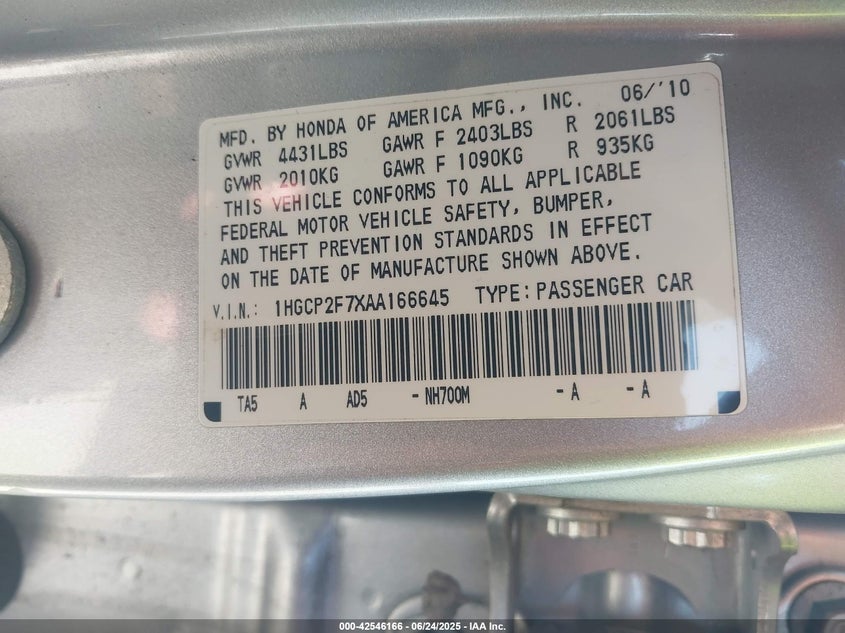 MFD. BY HONDA OF AMERICA MFG., INC. 06/'10
GVWR 4431LBS GAWR F 2403LBS R 2061LBS
GVWR 2010KG GAWR F 1090KG R 935KG
THIS VEHICLE CONFORMS TO ALL APPLICABLE
FEDERAL MOTOR VEHICLE SAFETY, BUMPER,
AND THEFT PREVENTION STANDARDS IN EFFECT
ON THE DATE OF MANUFACTURE SHOWN ABOVE.
V.I.N.: 1HGCP2F7XAA166645 TYPE: PASSENGER CAR
TA5 A AD5 -NH700M -A -A
000-42546166 - 06/24/2025 - IAA Inc.